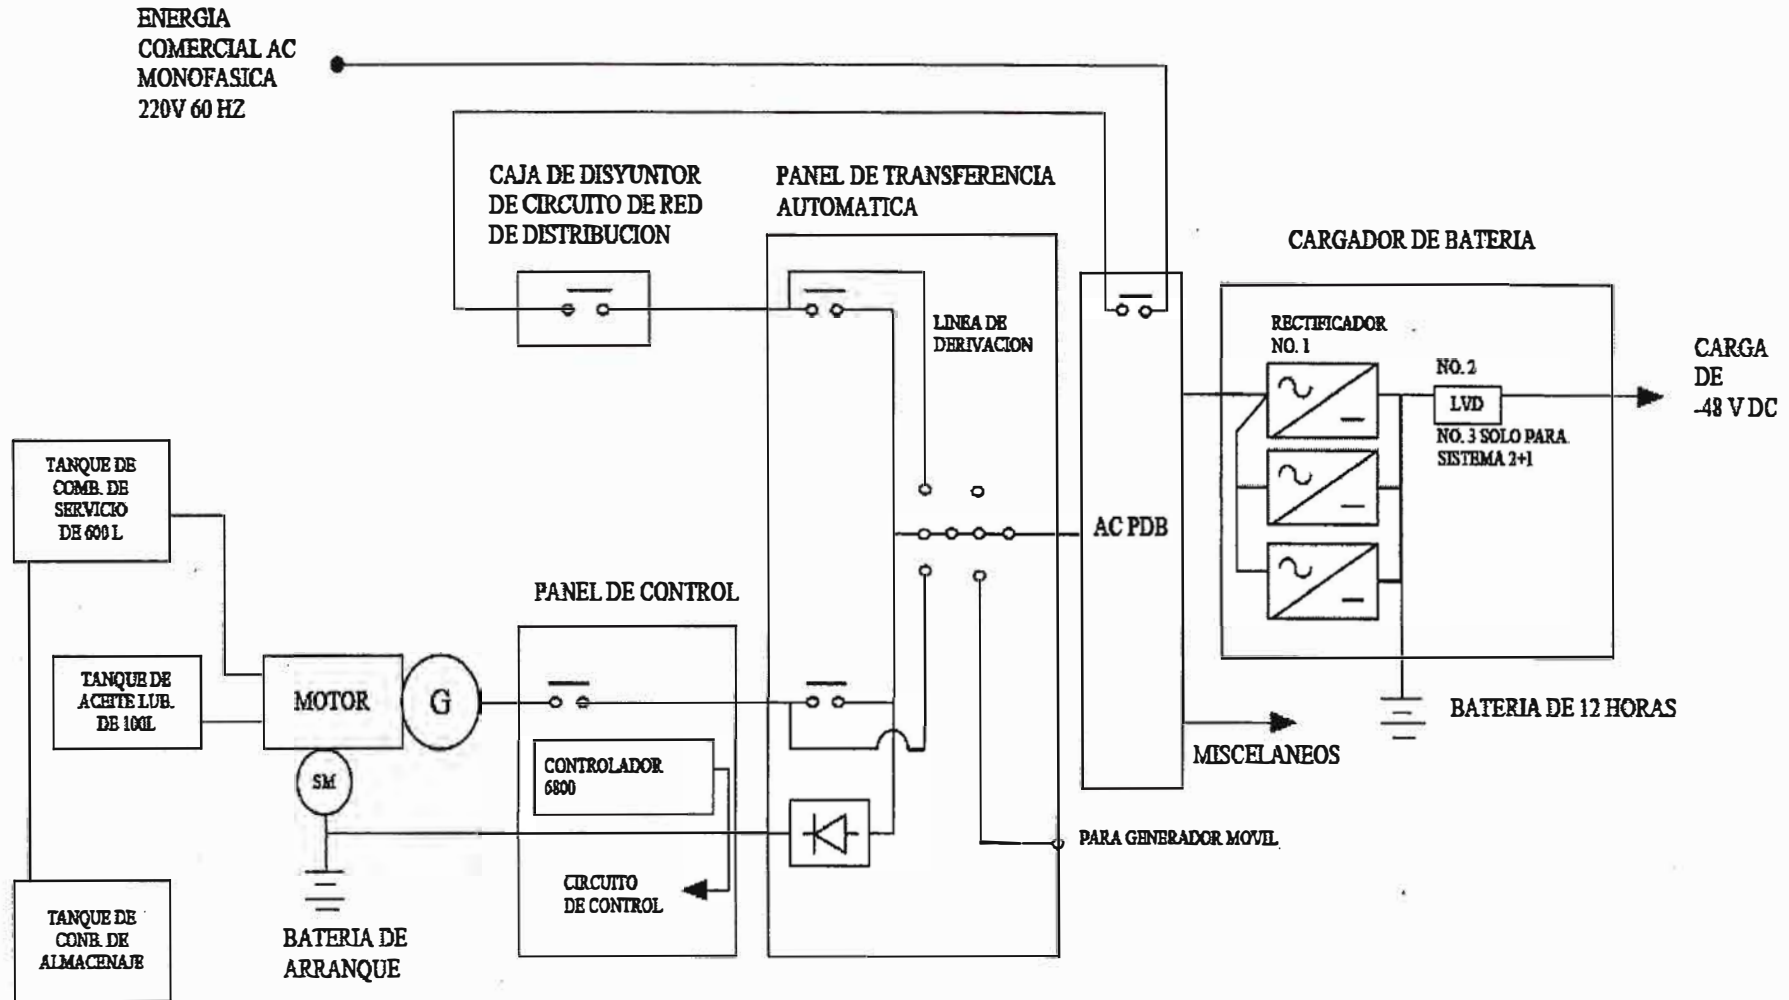 ENERGIA
COMERCIAL AC
MONOFASICA
220V 60 HZ
CAJA DE DISYUNTOR
DE CIRCUITO DE RED
DE DISTRIBUCION
PANEL DE TRANSFERENCIA
AUTOMATICA
CARGADOR DE BATERIA
LINEA DE
DERIVACION
RECTIFICADOR
NO. 1
NO. 2
LVD
NO. 3 SOLO PARA
SISTEMA 2+1
CARGA
DE
-48 V DC
TANQUE DE
COMB. DE
SERVICIO
DE 600 L
AC PDB
PANEL DE CONTROL
TANQUE DE
ACEITE LUB.
DE 100L
MOTOR
G
SM
CONTROLADOR
6800
BATERIA DE 12 HORAS
MISCELANEOS
PARA GENERADOR MOVIL
CIRCUITO
DE CONTROL
BATERIA DE
ARRANQUE
TANQUE DE
CONB. DE
ALMACENAJE